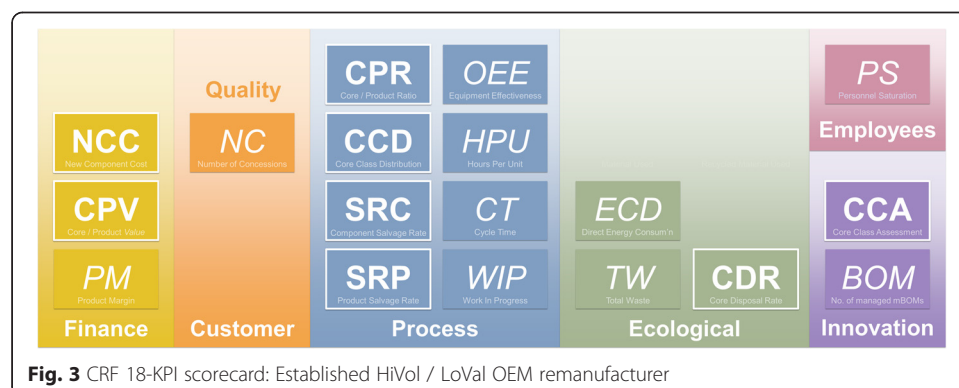 NCC
New Component Cost
CPV
Core / Product Value
PM
Product Margin
Finance
Quality
NC
Number of Concessions
Customer
CPR
Core / Product Ratio
OEE
Equipment Effectiveness
CCD
Core Class Distribution
HPU
Hours Per Unit
SRC
Component Salvage Rate
CT
Cycle Time
SRP
Product Salvage Rate
WIP
Work In Progress
Process
ECD
Direct Energy Consum'n
TW
Total Waste
CDR
Core Disposal Rate
Ecological
PS
Personnel Saturation
Employees
CCA
Core Class Assessment
BOM
No. of managed mBOMs
Innovation
Fig. 3 CRF 18-KPI scorecard: Established HiVol / LoVal OEM remanufacturer